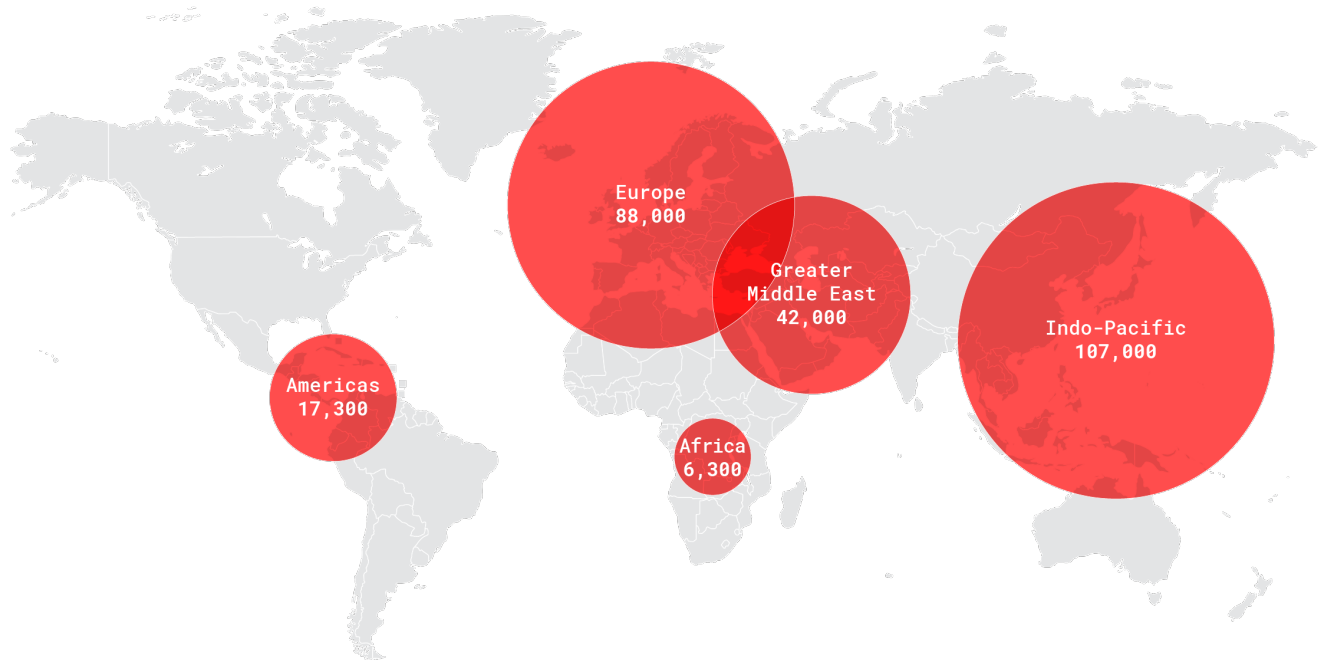 Europe
88,000
Greater
Middle East
42,000
Indo-Pacific
107,000
Americas
17,300
Africa
6,300